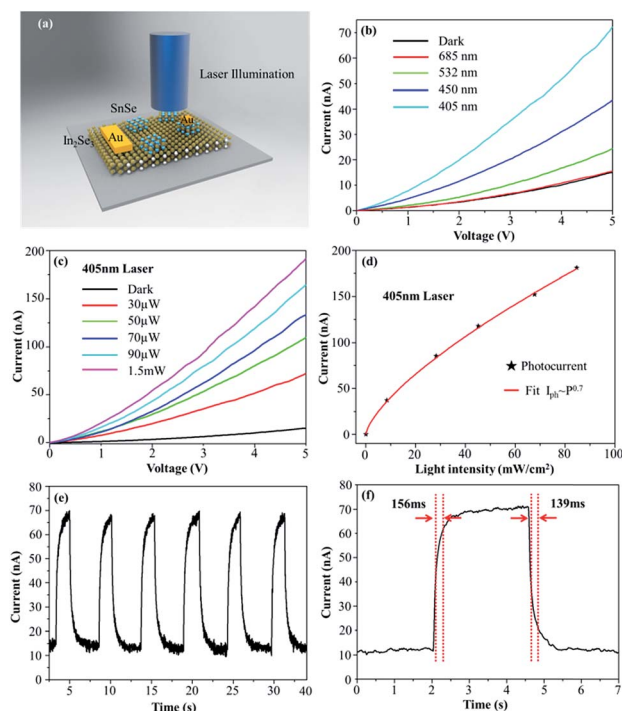 (a)
Laser Illumination
SnSe
Au
In₂Se₃
Au
(b)
Dark
685 nm
532 nm
450 nm
405 nm
Current (nA)
70
60
50
40
30
20
10
0
0 1 2 3 4 5
Voltage (V)
(c)
405nm Laser
Dark
30µW
50µW
70µW
90µW
1.5mW
Current (nA)
200
150
100
50
0
0 1 2 3 4 5
Voltage (V)
(d)
405nm Laser
Photocurrent
Fit Iph~P^0.7
Current (nA)
200
150
100
50
0
0 20 40 60 80 100
Light intensity (mW/cm²)
(e)
Current (nA)
80
70
60
50
40
30
20
10
0
5 10 15 20 25 30 40
Time (s)
(f)
156ms
139ms
Current (nA)
80
70
60
50
40
30
20
10
0
0 1 2 3 4 5 6 7
Time (s)